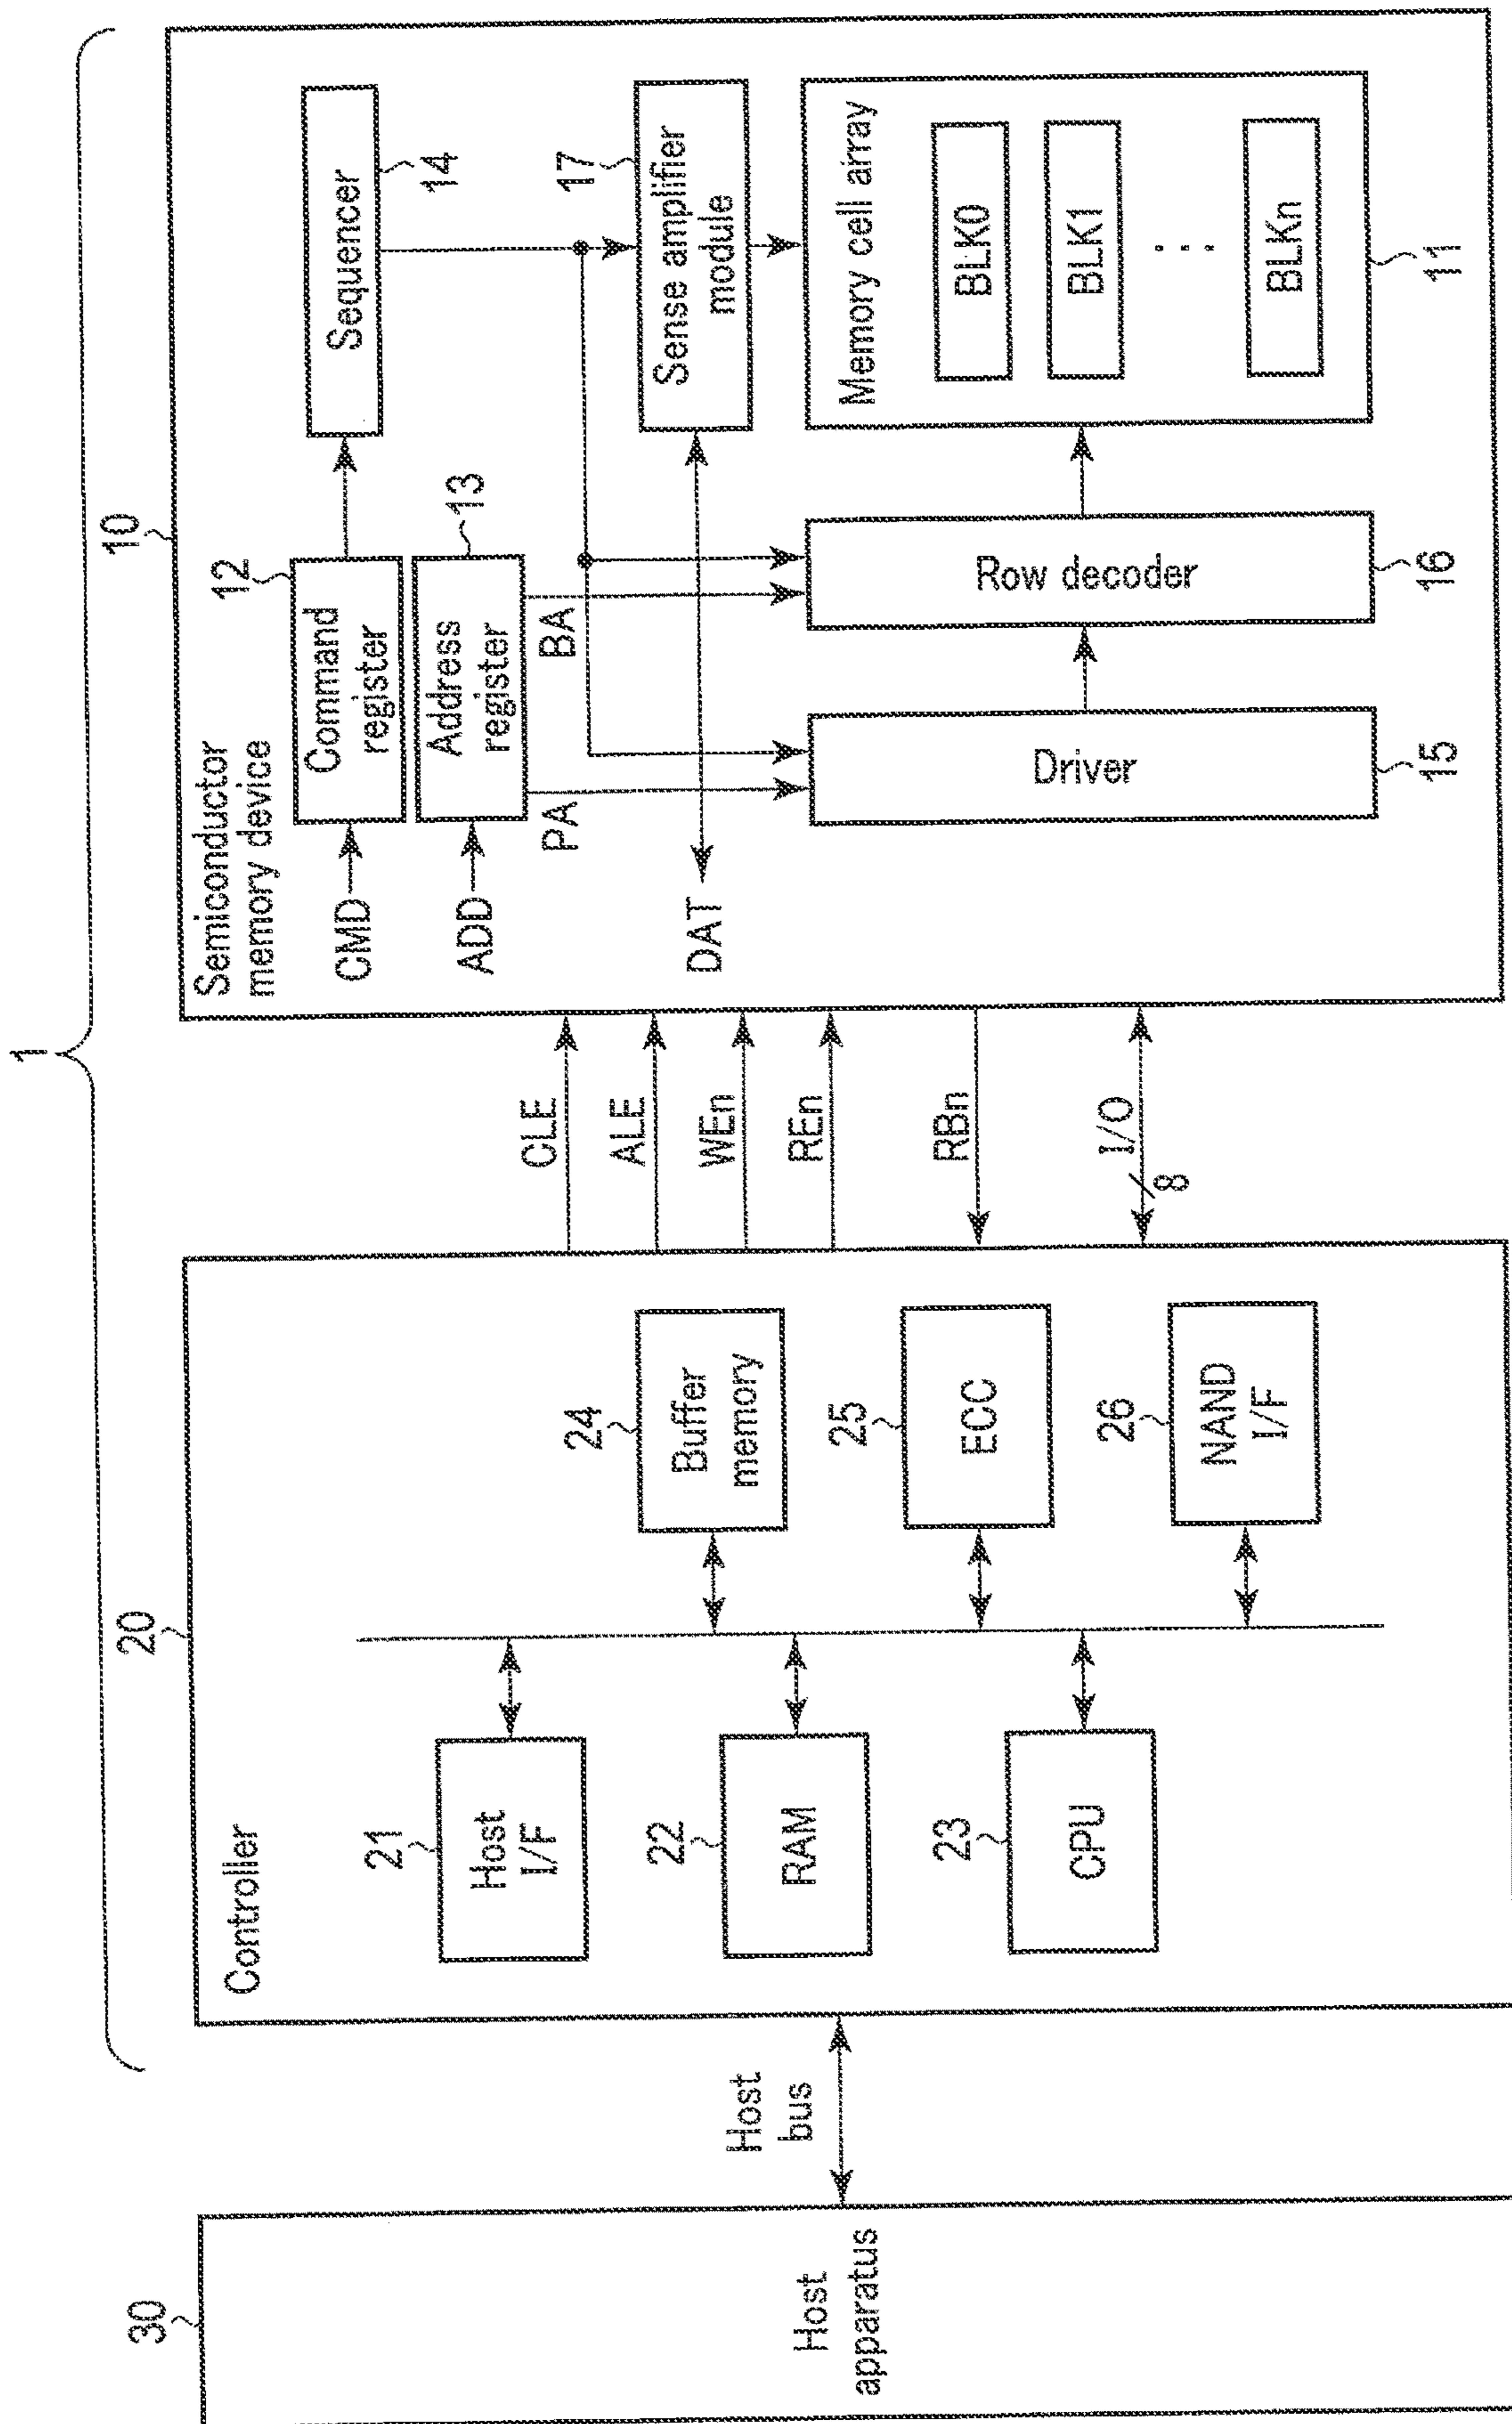 1
30
Host
apparatus
Host
bus
20
Controller
21
Host
I/F
22
RAM
23
CPU
24
Buffer
memory
25
ECC
26
NAND
I/F
CLE
ALE
WEn
REn
RBn
I/O
8
10
Semiconductor
memory device
CMD
ADD
DAT
12
Command
register
13
Address
register
PA
BA
14
Sequencer
17
Sense amplifier
module
Driver
15
Row decoder
16
Memory cell array
BLK0
BLK1
BLKn
11